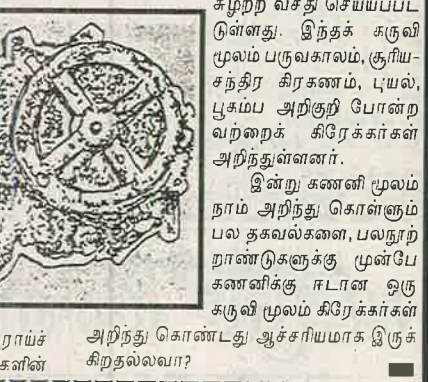 சுழற்ற வசதி செய்யப்பட்
டுள்ளது. இந்தக் கருவி
மூலம் பருவகாலம், சூரிய-
சந்திர கிரகணம், புயல்,
பூகம்ப அறிகுறி போன்ற
வற்றைக் கிரேக்கர்கள்
அறிந்துள்ளனர்.
இன்று கணனி மூலம்
நாம் அறிந்து கொள்ளும்
பல தகவல்களை, பலநூற்
றாண்டுகளுக்கு முன்பே
கணனிக்கு ஈடான ஒரு
கருவி மூலம் கிரேக்கர்கள்
ராய்ச் அறிந்து கொண்டது ஆச்சரியமாக இருக்
களின் கிறதல்லவா?